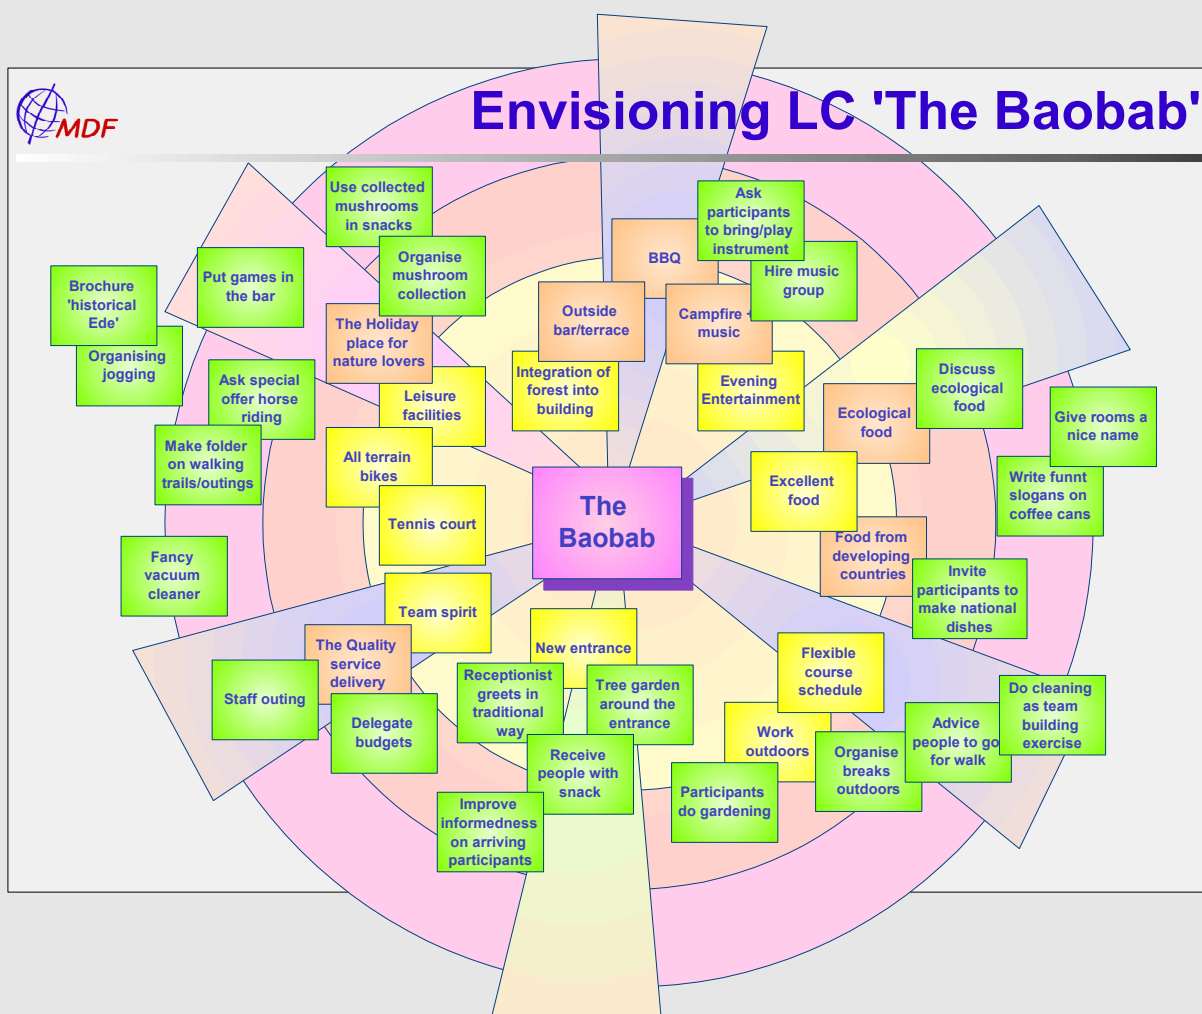 MDF
Envisioning LC 'The Baobab'
Use collected
mushrooms
in snacks
Organise
mushroom
collection
Put games in
the bar
Brochure
'historical
Ede'
Organising
jogging
The Holiday
place for
nature lovers
Ask special
offer horse
riding
Leisure
facilities
Make folder
on walking
trails/outings
All terrain
bikes
Tennis court
Fancy
vacuum
cleaner
Ask
participants
to bring/play
instrument
BBQ
Hire music
group
Outside
bar/terrace
Campfire +
music
Integration of
forest into
building
Evening
Entertainment
Discuss
ecological
food
Ecological
food
Give rooms a
nice name
Excellent
food
Write funnt
slogans on
coffee cans
The
Baobab
Food from
developing
countries
Invite
participants to
make national
dishes
Team spirit
The Quality
service
delivery
Staff outing
Delegate
budgets
New entrance
Receptionist
greets in
traditional
way
Tree garden
around the
entrance
Receive
people with
snack
Improve
informedness
on arriving
participants
Flexible
course
schedule
Work
outdoors
Participants
do gardening
Organise
breaks
outdoors
Advice
people to go
for walk
Do cleaning
as team
building
exercise